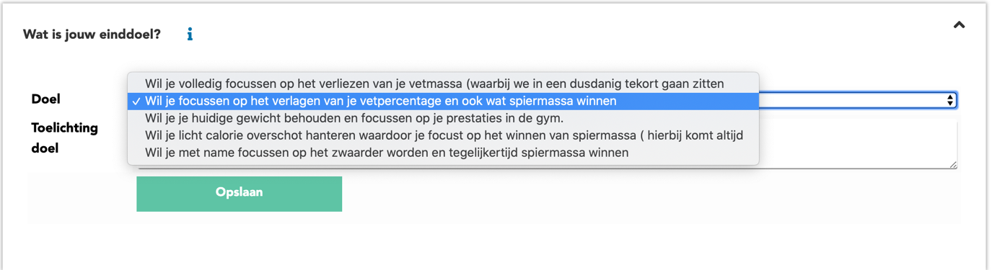 Wat is jouw einddoel?
Doel
Wil je volledig focussen op het verliezen van je vetmassa (waarbij we in een dusdanig tekort gaan zitten
✓ Wil je focussen op het verlagen van je vetpercentage en ook wat spiermassa winnen
Wil je je huidige gewicht behouden en focussen op je prestaties in de gym.
Wil je licht calorie overschot hanteren waardoor je focust op het winnen van spiermassa ( hierbij komt altijd
Wil je met name focussen op het zwaarder worden en tegelijkertijd spiermassa winnen
Toelichting
doel
Opslaan